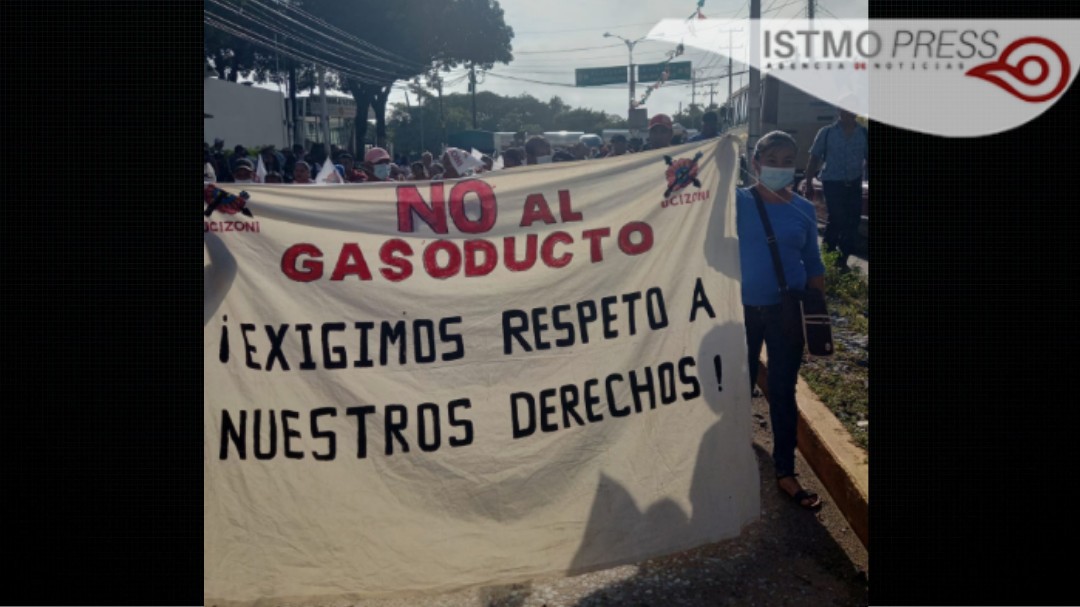 ISTMO PRESS
AGENCIA DE NOTICIAS
UCIZONI
NO AL
UCIZONI
GASODUCTO
¡EXIGIMOS RESPETO A
NUESTROS DERECHOS!